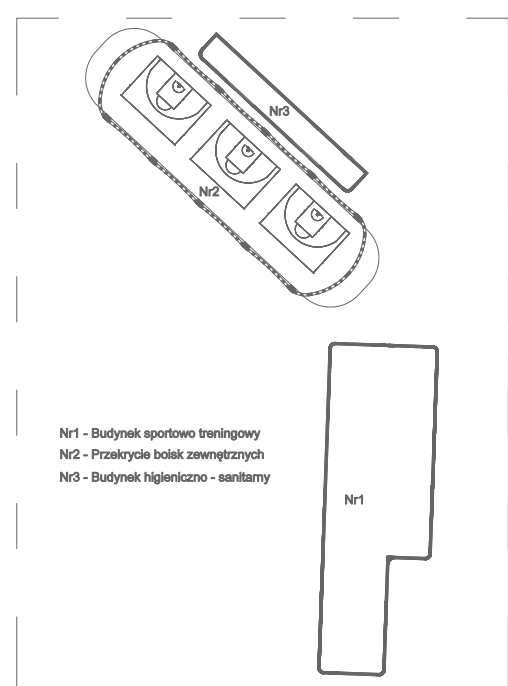 Nr3
Nr2
Nr1 - Budynek sportowo treningowy
Nr2 - Przekrycie boisk zewnętrznych
Nr3 - Budynek higieniczno - sanitarny
Nr1